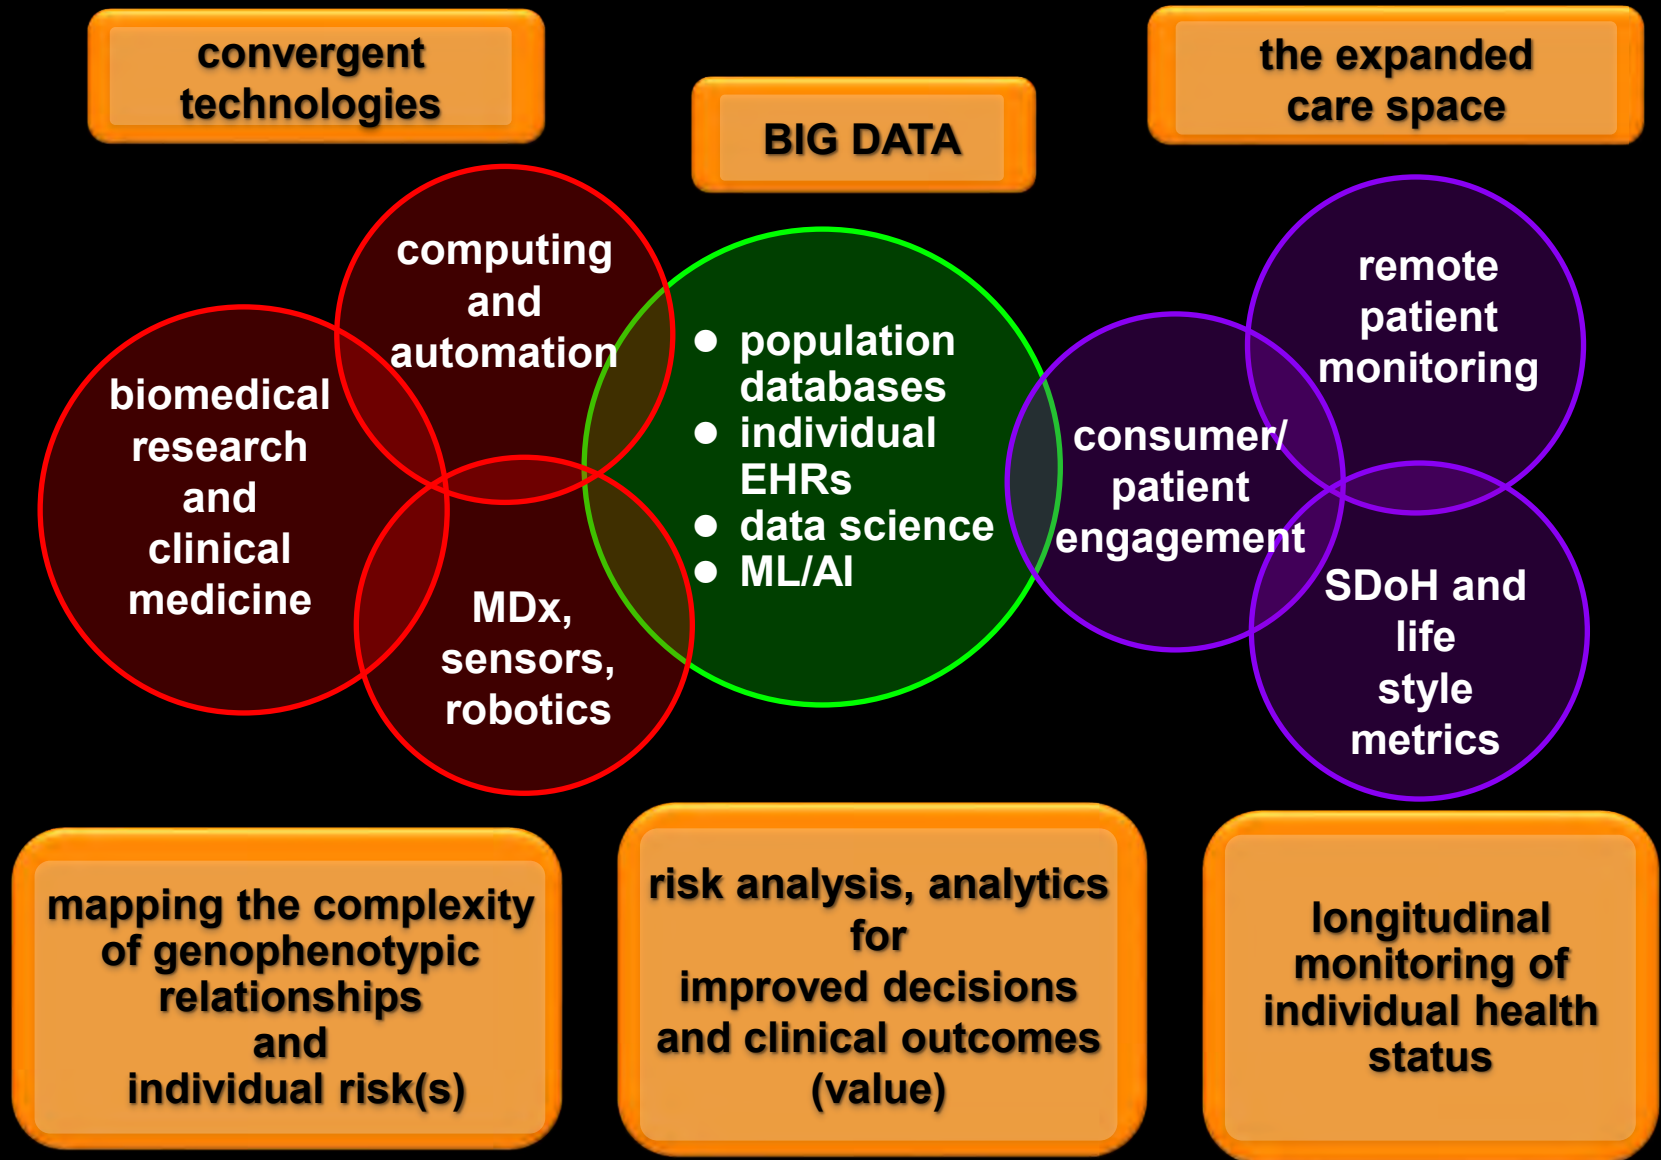 convergent
technologies
BIG DATA
the expanded
care space
biomedical
research
and
clinical
medicine
computing
and
automation
MDx,
sensors,
robotics
● population
databases
● individual
EHRs
● data science
● ML/AI
consumer/
patient
engagement
remote
patient
monitoring
SDoH and
life
style
metrics
mapping the complexity
of genophenotypic
relationships
and
individual risk(s)
risk analysis, analytics
for
improved decisions
and clinical outcomes
(value)
longitudinal
monitoring of
individual health
status